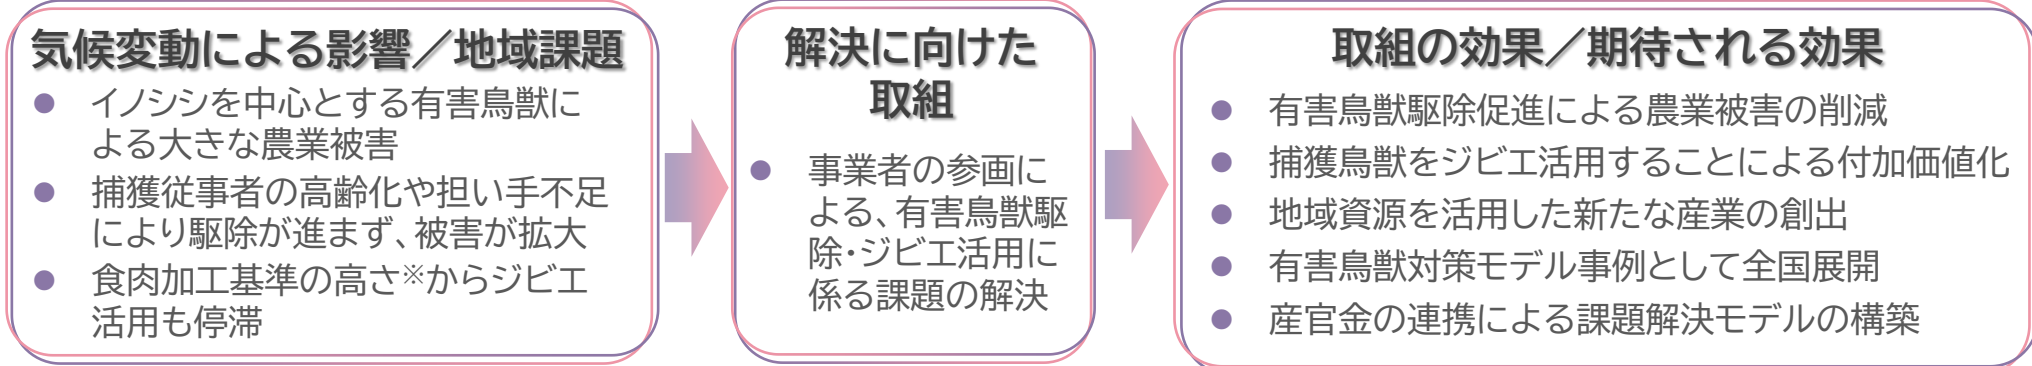 気候変動による影響／地域課題
● イノシシを中心とする有害鳥獣に
よる大きな農業被害
● 捕獲従事者の高齢化や担い手不足
により駆除が進まず、被害が拡大
● 食肉加工基準の高さ※からジビエ
活用も停滞
解決に向けた
取組
● 事業者の参画に
よる、有害鳥獣駆
除・ジビエ活用に
係る課題の解決
取組の効果／期待される効果
● 有害鳥獣駆除促進による農業被害の削減
● 捕獲鳥獣をジビエ活用することによる付加価値化
● 地域資源を活用した新たな産業の創出
● 有害鳥獣対策モデル事例として全国展開
● 産官金の連携による課題解決モデルの構築